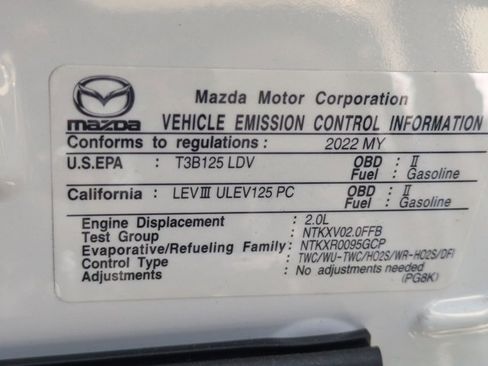 Mazda Motor Corporation
mazda VEHICLE EMISSION CONTROL INFORMATION
Conforms to regulations : 2022 MY
U.S.EPA : T3B125 LDV OBD : II
Fuel : Gasoline
California : LEV III ULEV125 PC OBD : II
Fuel : Gasoline
Engine Displacement : 2.0L
Test Group : NTKXV02.0FFB
Evaporative/Refueling Family: NTKXR0095GCP
Control Type : TWC/WU-TWC/HO2S/WR-HO2S/DFI
Adjustments : No adjustments needed
(PG8K)